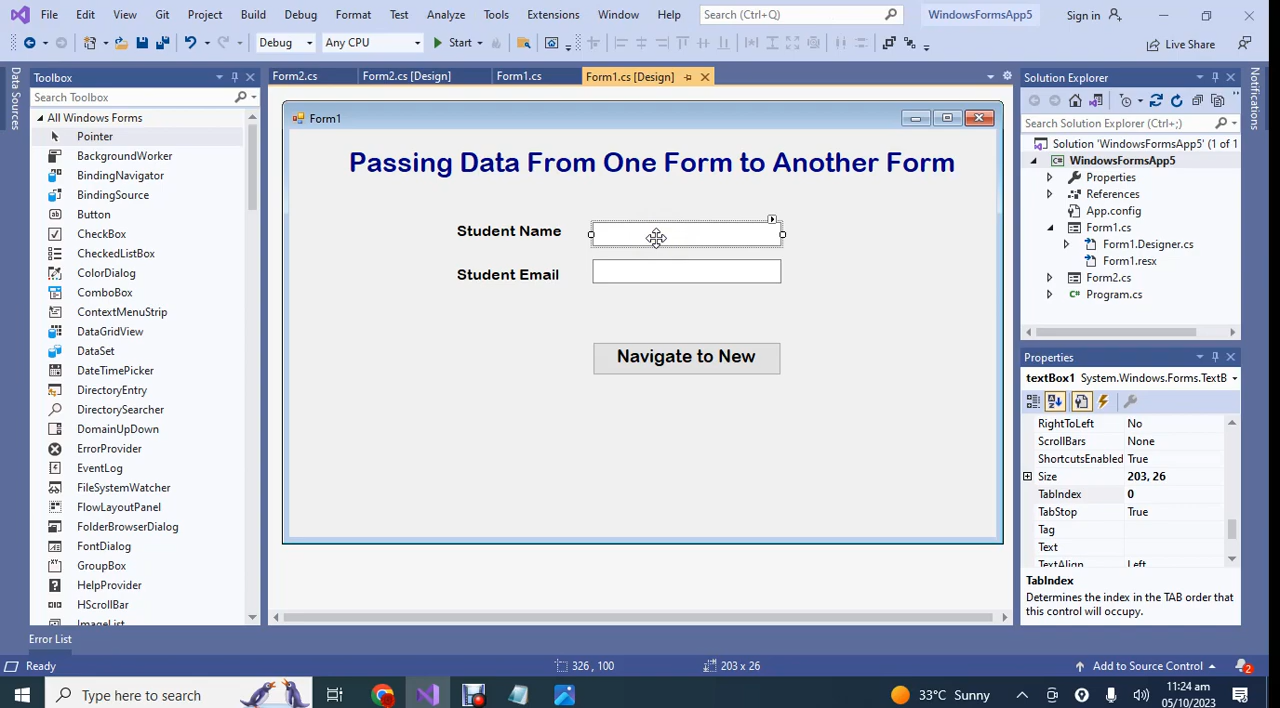 File Edit View Git Project Build Debug Format Test Analyze Tools Extensions Window Help Search (Ctrl+Q) WindowsFormsApp5 Sign in
Debug Any CPU Start Live Share
Data Sources
Toolbox
Search Toolbox
All Windows Forms
Pointer
BackgroundWorker
BindingNavigator
BindingSource
Button
CheckBox
CheckedListBox
ColorDialog
ComboBox
ContextMenuStrip
DataGridView
DataSet
DateTimePicker
DirectoryEntry
DirectorySearcher
DomainUpDown
ErrorProvider
EventLog
FileSystemWatcher
FlowLayoutPanel
FolderBrowserDialog
FontDialog
GroupBox
HelpProvider
HScrollBar
ImageList
Form2.cs Form2.cs [Design] Form1.cs Form1.cs [Design]
Form1
Passing Data From One Form to Another Form
Student Name
Student Email
Navigate to New
Solution Explorer
Search Solution Explorer (Ctrl+;)
Solution 'WindowsFormsApp5' (1 of 1
WindowsFormsApp5
Properties
References
App.config
Form1.cs
Form1.Designer.cs
Form1.resx
Form2.cs
Program.cs
Properties
textBox1 System.Windows.Forms.TextB
RightToLeft No
ScrollBars None
ShortcutsEnabled True
Size 203, 26
TabIndex 0
TabStop True
Tag
Text
TextAlign Left
TabIndex
Determines the index in the TAB order that
this control will occupy.
Notifications
Error List
Ready 326 , 100 203 x 26 Add to Source Control 2
Type here to search 33°C Sunny 11:24 am
05/10/2023